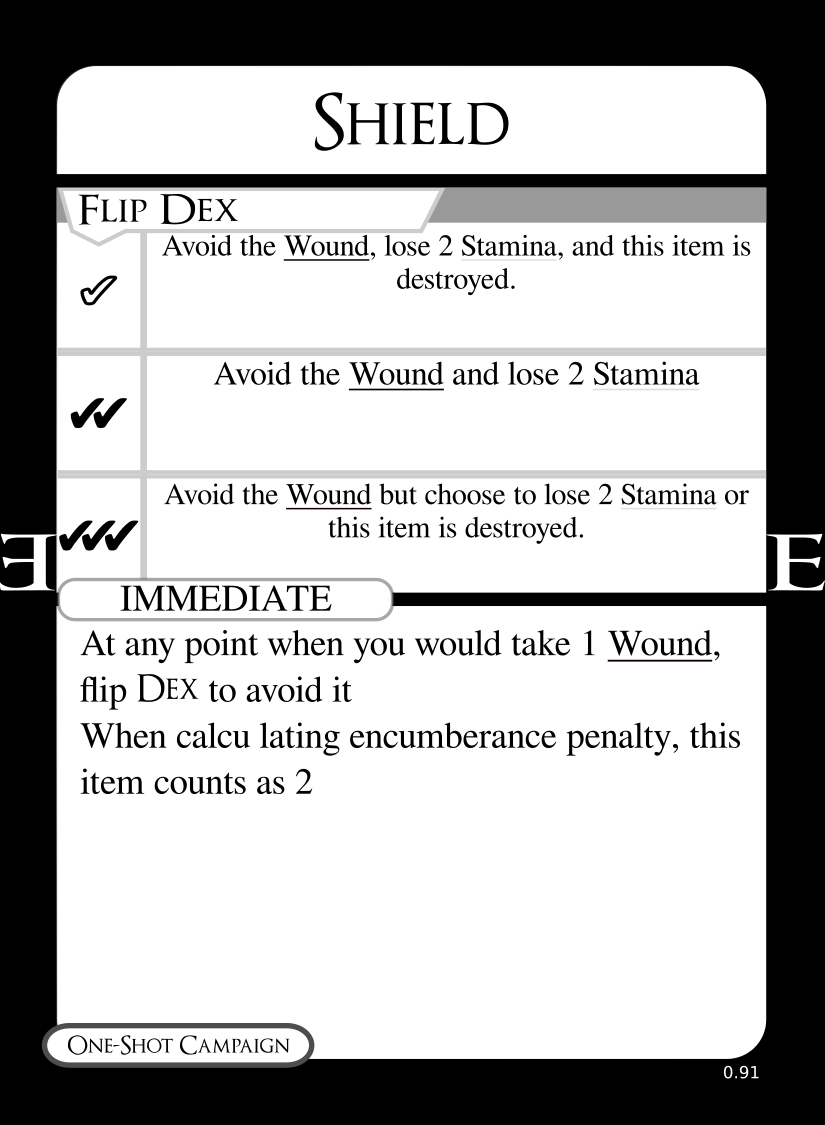 SHIELD
FLIP DEX
Avoid the Wound, lose 2 Stamina, and this item is
destroyed.
Avoid the Wound and lose 2 Stamina
Avoid the Wound but choose to lose 2 Stamina or
this item is destroyed.
E
E
IMMEDIATE
At any point when you would take 1 Wound,
flip DEX to avoid it
When calcu lating encumberance penalty, this
item counts as 2
ONE-SHOT CAMPAIGN
0.91